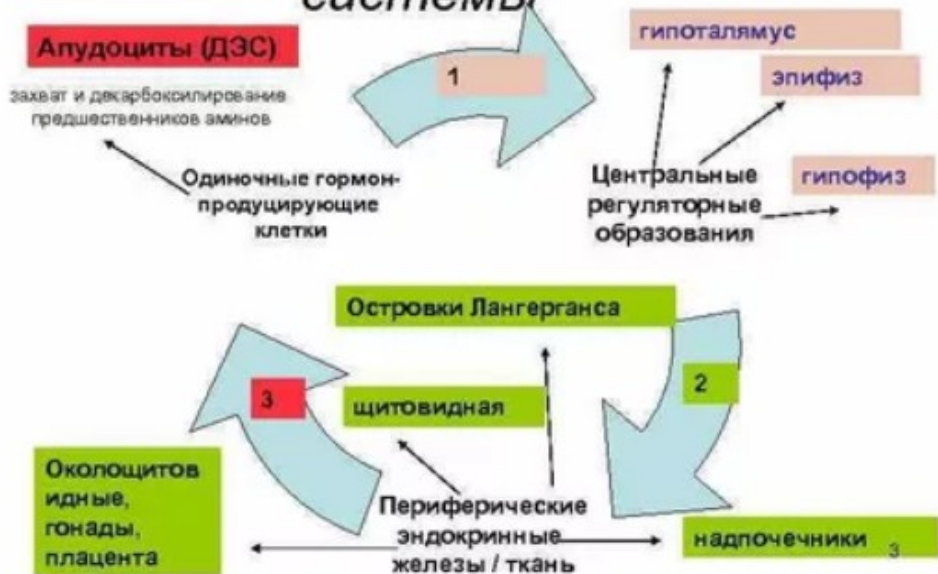 системы
Апудоциты (ДЭС)
захват и декарбоксилирование
предшественников аминов
Одиночные гормон-
продуцирующие
клетки
1
гипоталямус
эпифиз
гипофиз
Центральные
регуляторные
образования
Островки Лангерганса
2
3
щитовидная
Околощитов
идные,
гонады,
плацента
Периферические
эндокринные
железы / ткань
надпочечники
3